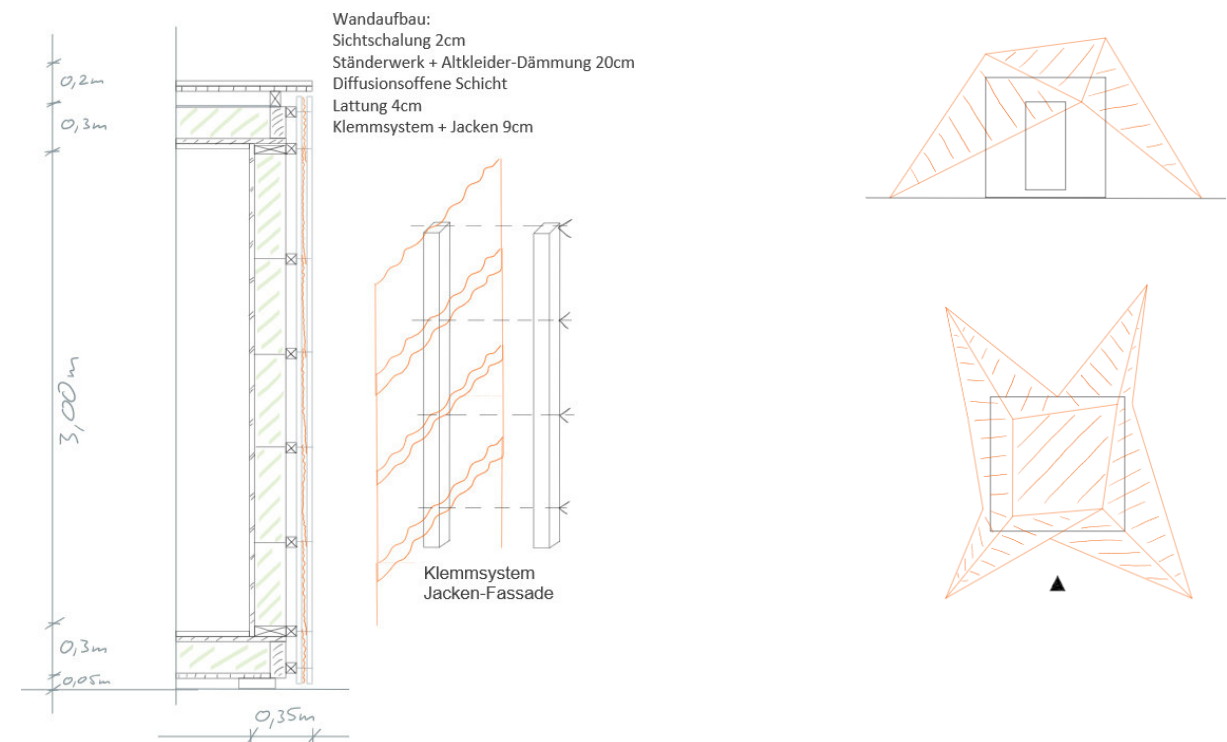 Wandaufbau:
Sichtschalung 2cm
Ständerwerk + Altkleider-Dämmung 20cm
Diffusionsoffene Schicht
Lattung 4cm
Klemmsystem + Jacken 9cm
0,2m
0,3m
3,00m
0,3m
0,05m
0,35m
Klemmsystem
Jacken-Fassade